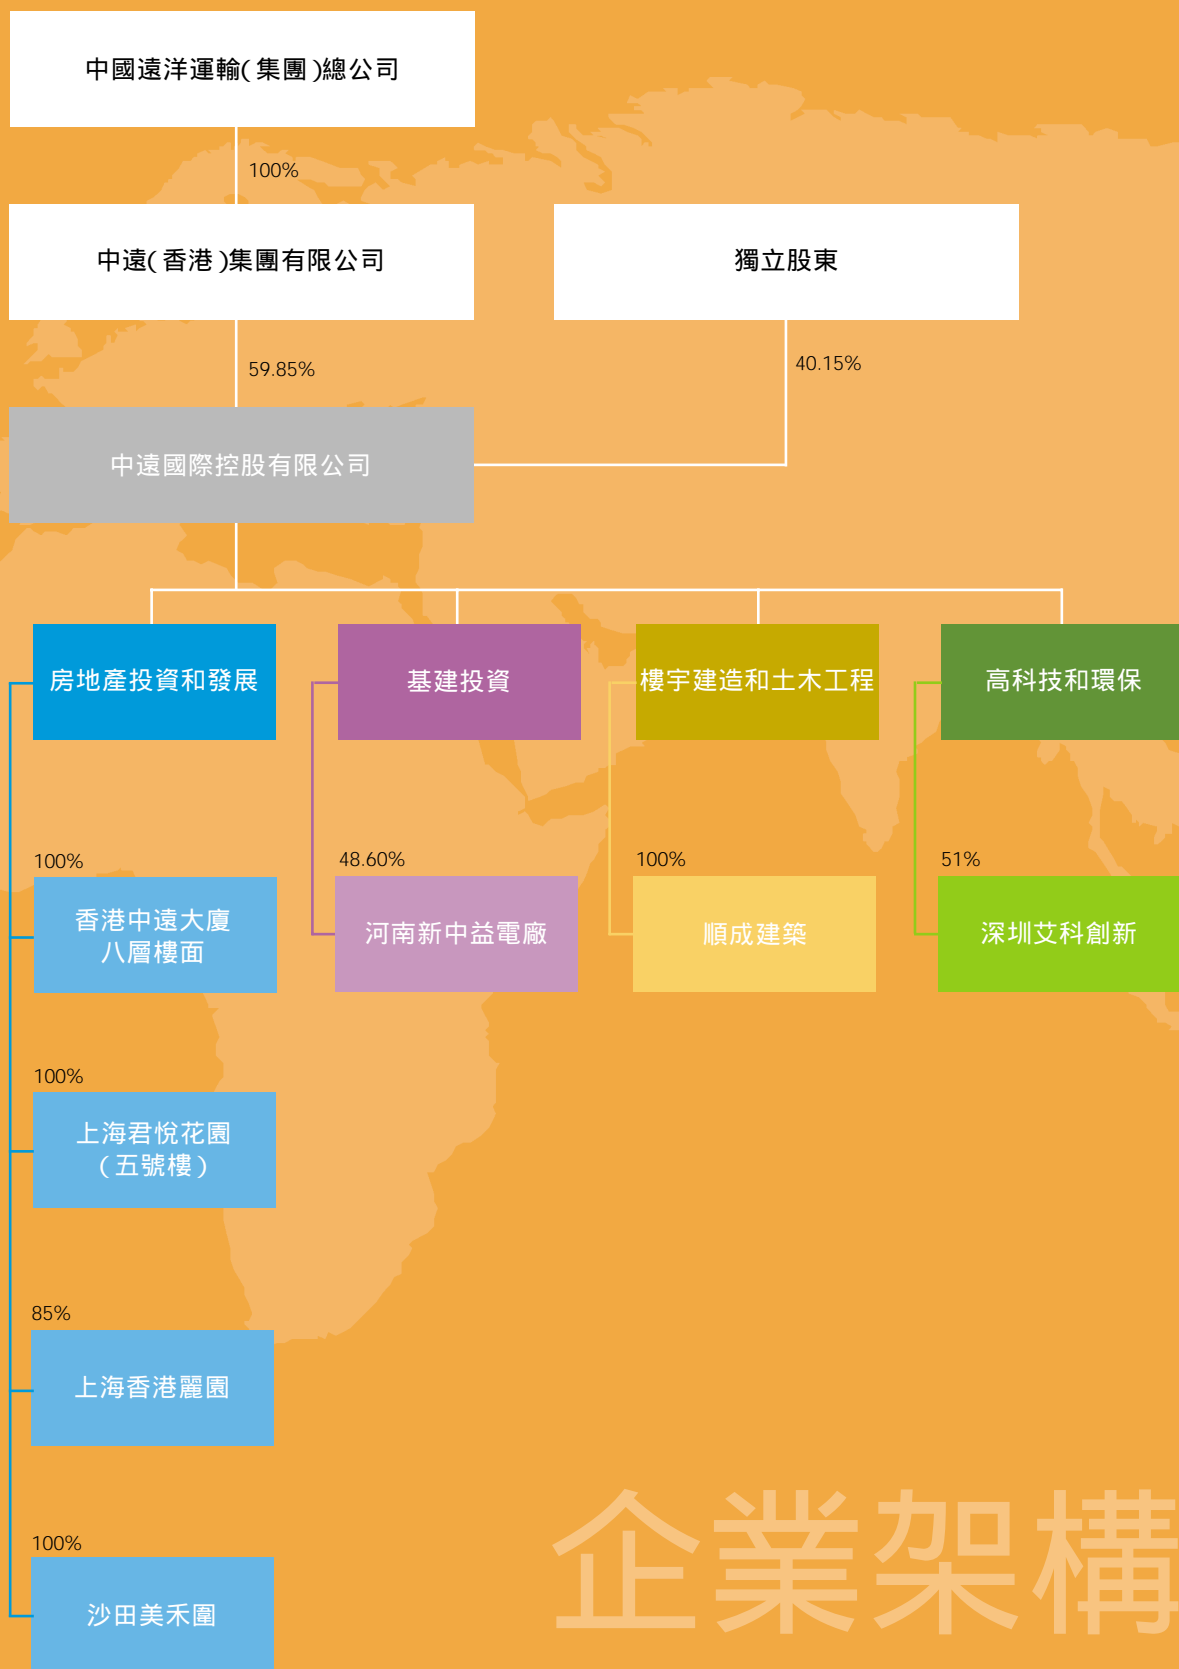 中國遠洋運輸(集團)總公司
100%
中遠(香港)集團有限公司
獨立股東
59.85%
40.15%
中遠國際控股有限公司
房地產投資和發展
基建投資
樓宇建造和土木工程
高科技和環保
100%
香港中遠大廈
八層樓面
48.60%
河南新中益電廠
100%
順成建築
51%
深圳艾科創新
100%
上海君悅花園
(五號樓)
85%
上海香港麗園
100%
沙田美禾圍
企業架構